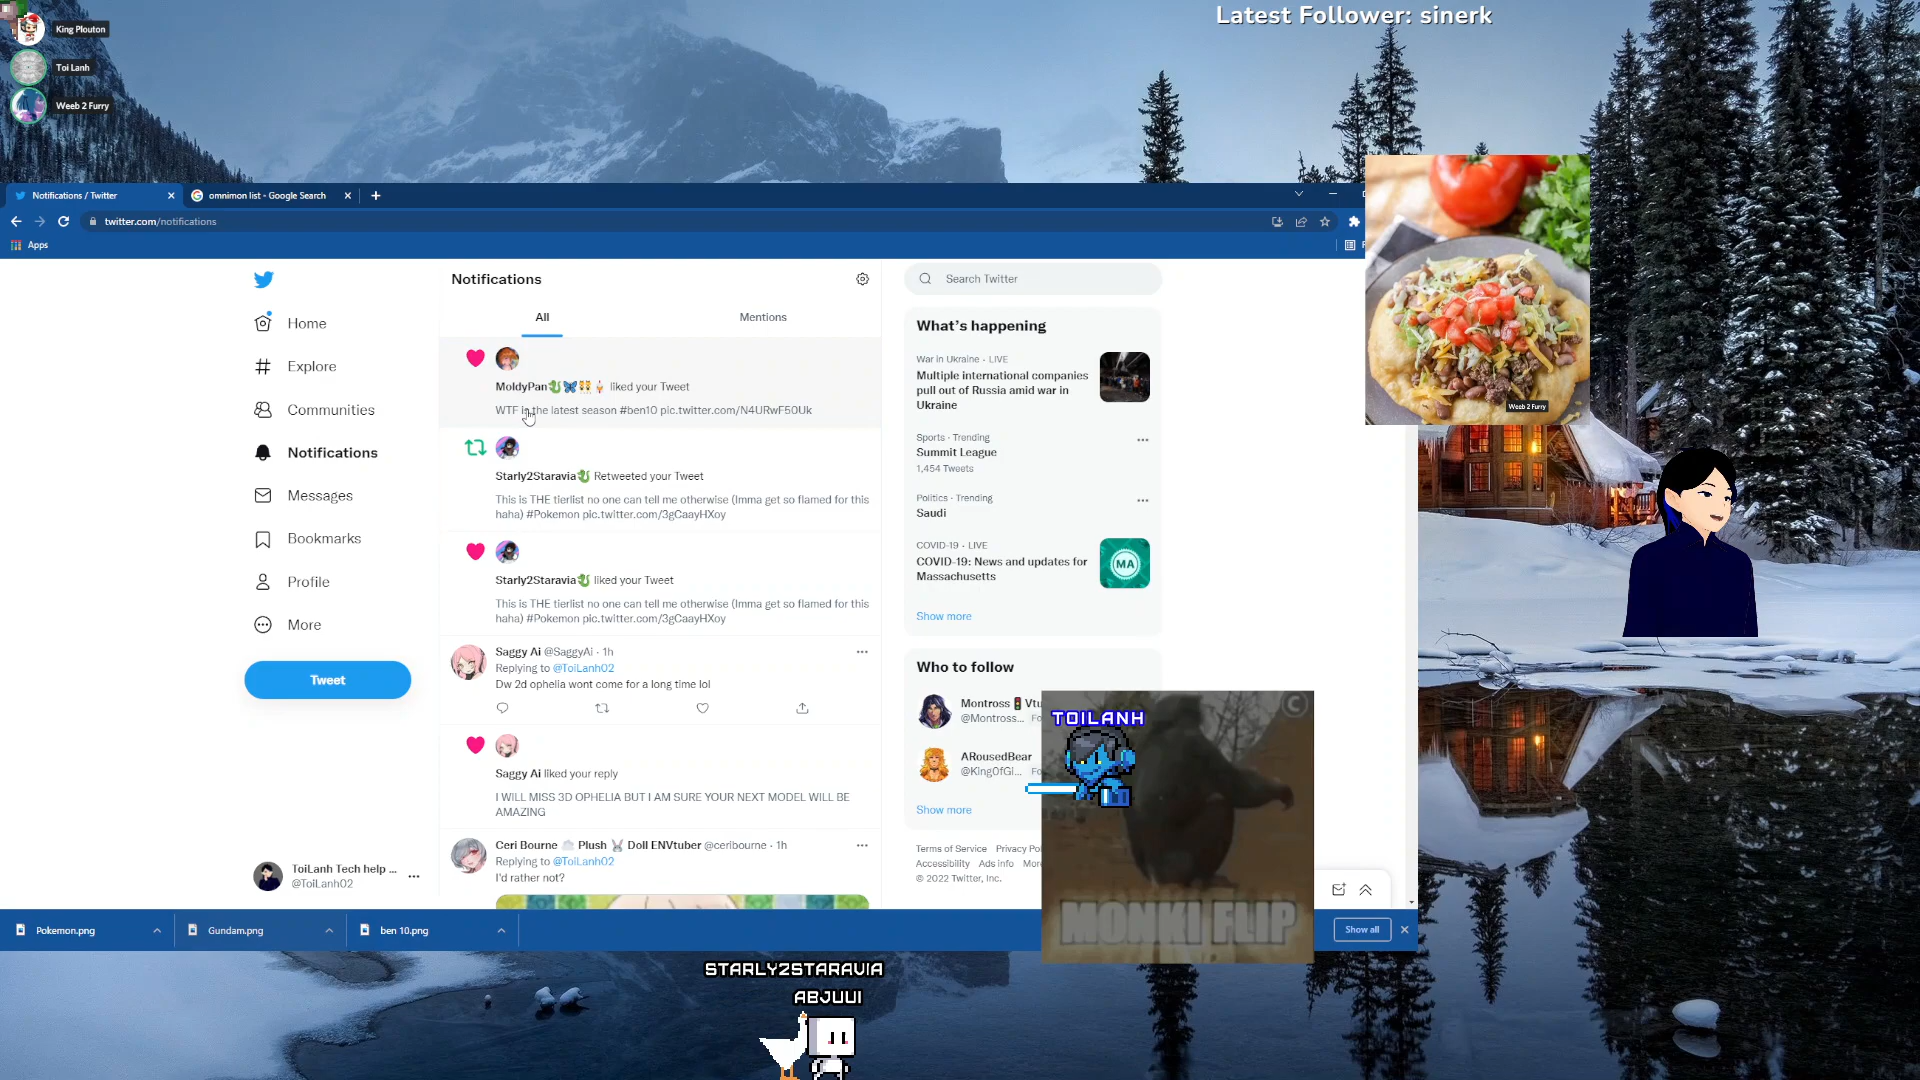 Latest Follower: sinerk
King Plouton
Toi Lanh
Weeb 2 Furry
Notifications / Twitter
omnimon list - Google Search
twitter.com/notifications
Apps
Notifications
Search Twitter
All
Mentions
Home
Explore
Communities
Notifications
Messages
Bookmarks
Profile
More
Tweet
ToiLanh Tech help ...
@ToiLanh02
MoldyPan liked your Tweet
WTF is the latest season #ben10 pic.twitter.com/N4URwF50Uk
Starly2Staravia Retweeted your Tweet
This is THE tierlist no one can tell me otherwise (Imma get so flamed for this
haha) #Pokemon pic.twitter.com/3gCaayHXoy
Starly2Staravia liked your Tweet
This is THE tierlist no one can tell me otherwise (Imma get so flamed for this
haha) #Pokemon pic.twitter.com/3gCaayHXoy
Saggy Ai @SaggyAi · 1h
Replying to @ToiLanh02
Dw 2d ophelia wont come for a long time lol
Saggy Ai liked your reply
I WILL MISS 3D OPHELIA BUT I AM SURE YOUR NEXT MODEL WILL BE
AMAZING
Ceri Bourne Plush Doll ENVtuber @ceribourne · 1h
Replying to @ToiLanh02
I'd rather not?
What's happening
War in Ukraine · LIVE
Multiple international companies
pull out of Russia amid war in
Ukraine
Sports · Trending
Summit League
1,454 Tweets
Politics · Trending
Saudi
COVID-19 · LIVE
COVID-19: News and updates for
Massachusetts
MA
Show more
Who to follow
Montross Vtu
@Montross... Fo
ARousedBear
@KingOfGl... Fo
Show more
Terms of Service Privacy Pol
Accessibility Ads info Mor
© 2022 Twitter, Inc.
Weeb 2 Furry
TOILANH
©
MONKI FLIP
Pokemon.png
Gundam.png
ben 10.png
Show all
STARLY2STARAVIA
ABJUUI